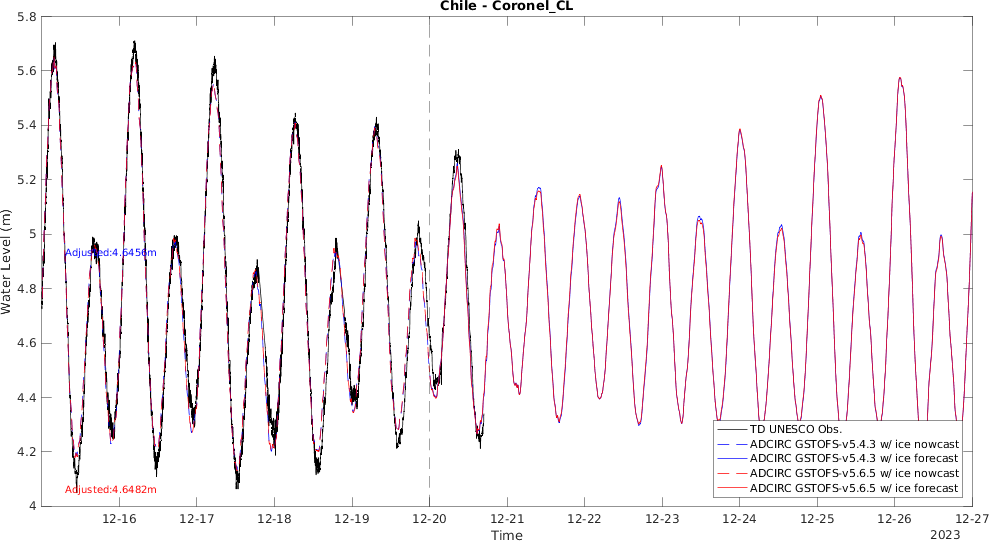 Chile - Coronel_CL
Water Level (m)
5.8
5.6
5.4
5.2
5
4.8
4.6
4.4
4.2
4
Adjusted:4.6456m
Adjusted:4.6482m
TD UNESCO Obs.
ADCIRC GSTOFS-v5.4.3 w/ ice nowcast
ADCIRC GSTOFS-v5.4.3 w/ ice forecast
ADCIRC GSTOFS-v5.6.5 w/ ice nowcast
ADCIRC GSTOFS-v5.6.5 w/ ice forecast
12-16 12-17 12-18 12-19 12-20 12-21 12-22 12-23 12-24 12-25 12-26 12-27
Time
2023